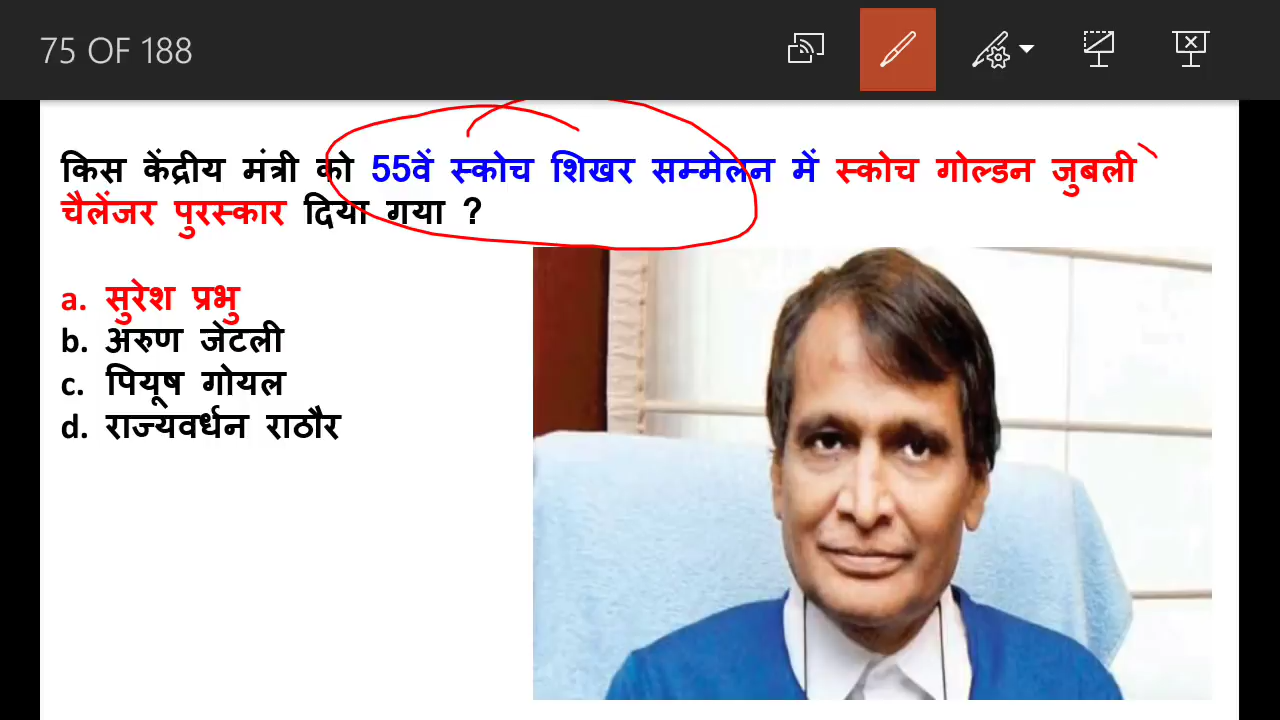 75 OF 188
किस केंद्रीय मंत्री को 55वें स्कोच शिखर सम्मेलन में स्कोच गोल्डन जुबली
चैलेंजर पुरस्कार दिया गया ?
a. सुरेश प्रभु
b. अरुण जेटली
c. पियूष गोयल
d. राज्यवर्धन राठौर